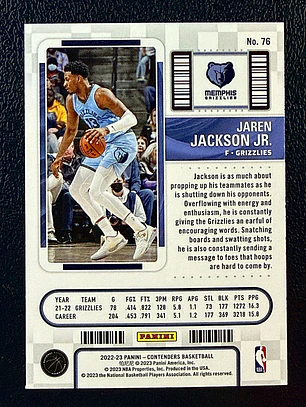 No. 76
MEMPHIS
GRIZZLIES
JAREN
JACKSON JR.
F • GRIZZLIES
Jackson is as much about
propping up his teammates as he
is shutting down his opponents.
Overflowing with energy and
enthusiasm, he is constantly
giving the Grizzlies an earful of
encouraging words. Snatching
boards and swatting shots,
he is also constantly sending a
message to foes that hoops
are hard to come by.
YEAR TEAM G FG% FT% 3PM RPG APG STL BLK PTS PPG
21-22 GRIZZLIES 78 .414 .822 128 5.8 1.1 73 177 1272 16.3
CAREER 204 .453 .791 341 5.1 1.2 177 369 3218 15.8
PANINI
2022-23 PANINI - CONTENDERS BASKETBALL
帕尼尼 © 2023 Panini America, Inc.
© 2023 NBA Properties, Inc. Produced in the USA.
© 2023 the National Basketball Players Association. All rights reserved.